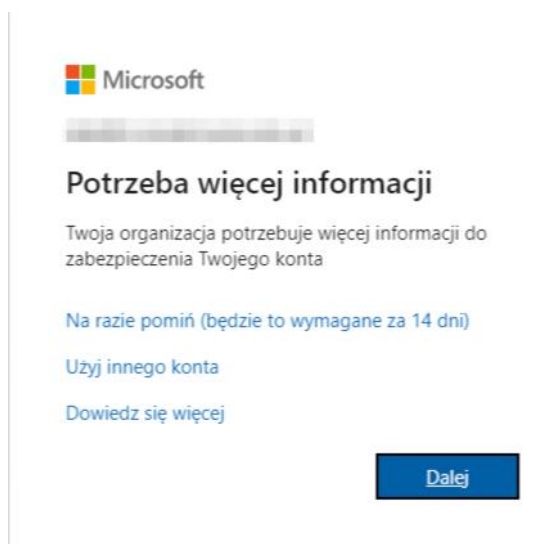 Microsoft
Potrzeba więcej informacji
Twoja organizacja potrzebuje więcej informacji do
zabezpieczenia Twojego konta
Na razie pomiń (będzie to wymagane za 14 dni)
Użyj innego konta
Dowiedz się więcej
Dalej